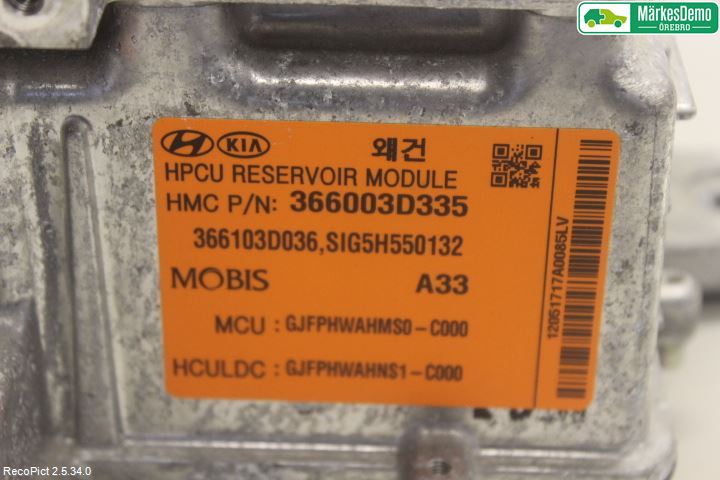 MärkesDemo
ÖREBRO
KIA
왜건
HPCU RESERVOIR MODULE
HMC P/N: 366003D335
366103D036,SIG5H550132
MOBIS A33
MCU : GJFPHWAHMS0-C000
HCULDC : GJFPHWAHNS1-C000
12051717A0085LV
RecoPict 2.5.34.0